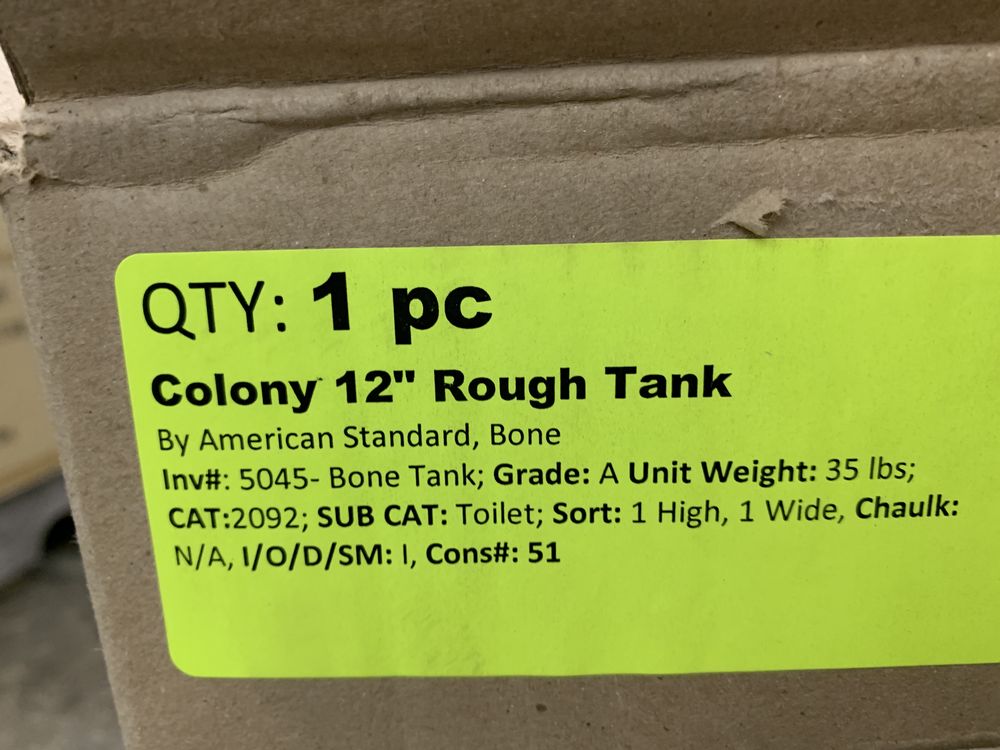 QTY: 1 pc
Colony 12" Rough Tank
By American Standard, Bone
Inv#: 5045- Bone Tank; Grade: A Unit Weight: 35 lbs;
CAT:2092; SUB CAT: Toilet; Sort: 1 High, 1 Wide, Chaulk:
N/A, I/O/D/SM: I, Cons#: 51